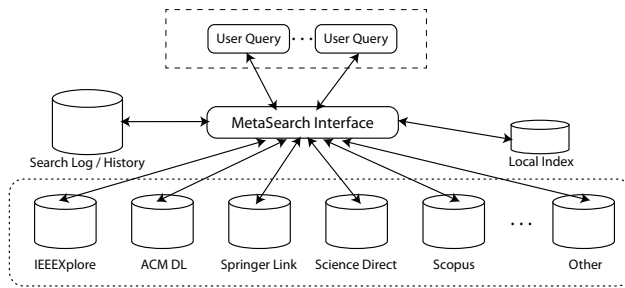 User Query ... User Query
MetaSearch Interface
Search Log / History
Local Index
...
IEEEXplore ACM DL Springer Link Science Direct Scopus Other